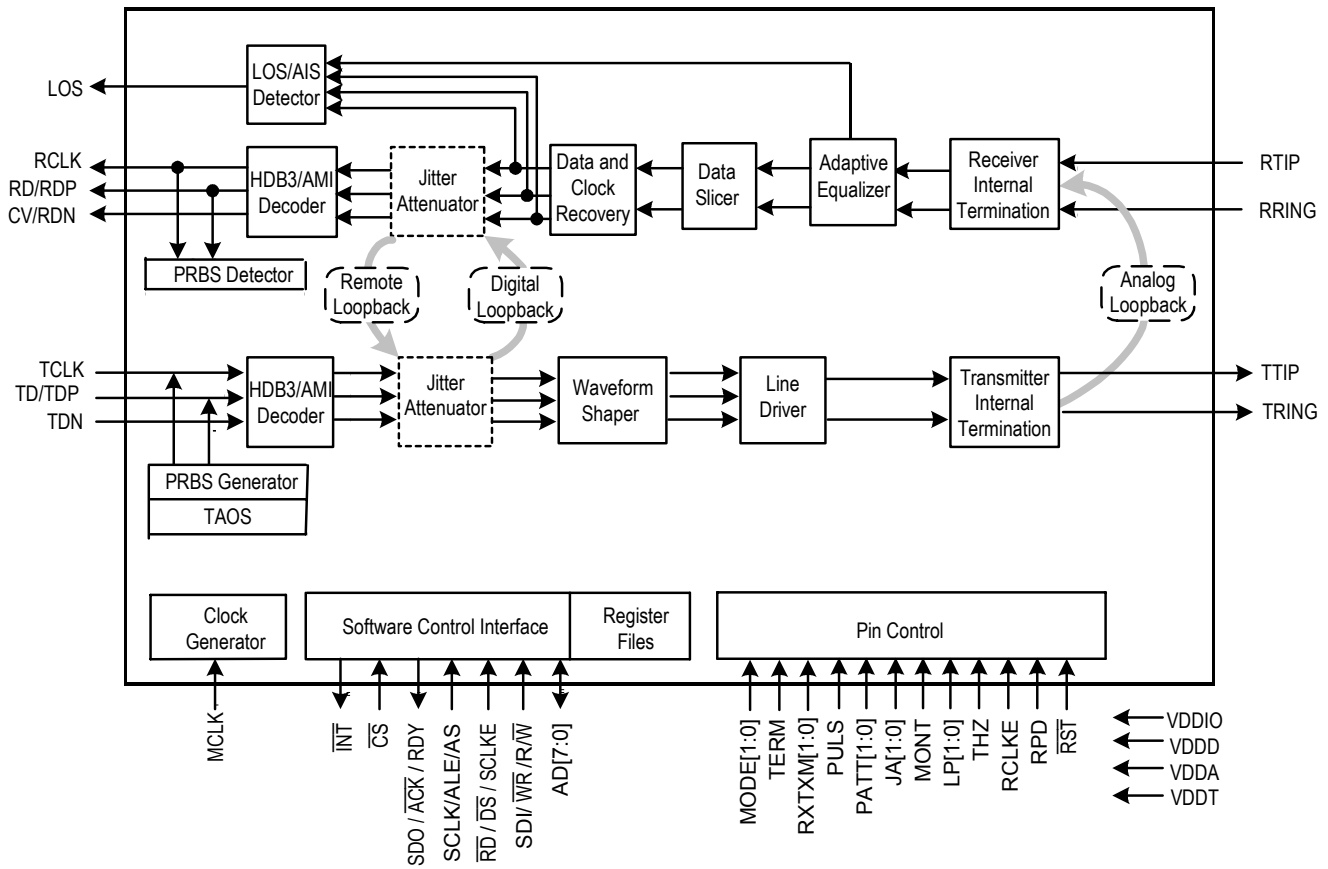 LOS
LOS/AIS
Detector
RCLK
RD/RDP
CV/RDN
HDB3/AMI
Decoder
Jitter
Attenuator
Data and
Clock
Recovery
Data
Slicer
Adaptive
Equalizer
Receiver
Internal
Termination
RTIP
RRING
PRBS Detector
Remote
Loopback
Digital
Loopback
Analog
Loopback
TCLK
TD/TDP
TDN
HDB3/AMI
Decoder
Jitter
Attenuator
Waveform
Shaper
Line
Driver
Transmitter
Internal
Termination
TTIP
TRING
PRBS Generator
TAOS
Clock
Generator
Software Control Interface
Register
Files
Pin Control
MCLK
INT
CS
SDO / ACK / RDY
SCLK/ALE/AS
RD / DS / SCLKE
SDI/ WR /R/W
AD[7:0]
MODE[1:0]
TERM
RXTXM[1:0]
PULS
PATT[1:0]
JA[1:0]
MONT
LP[1:0]
THZ
RCLKE
RPD
RST
VDDIO
VDDD
VDDA
VDDT